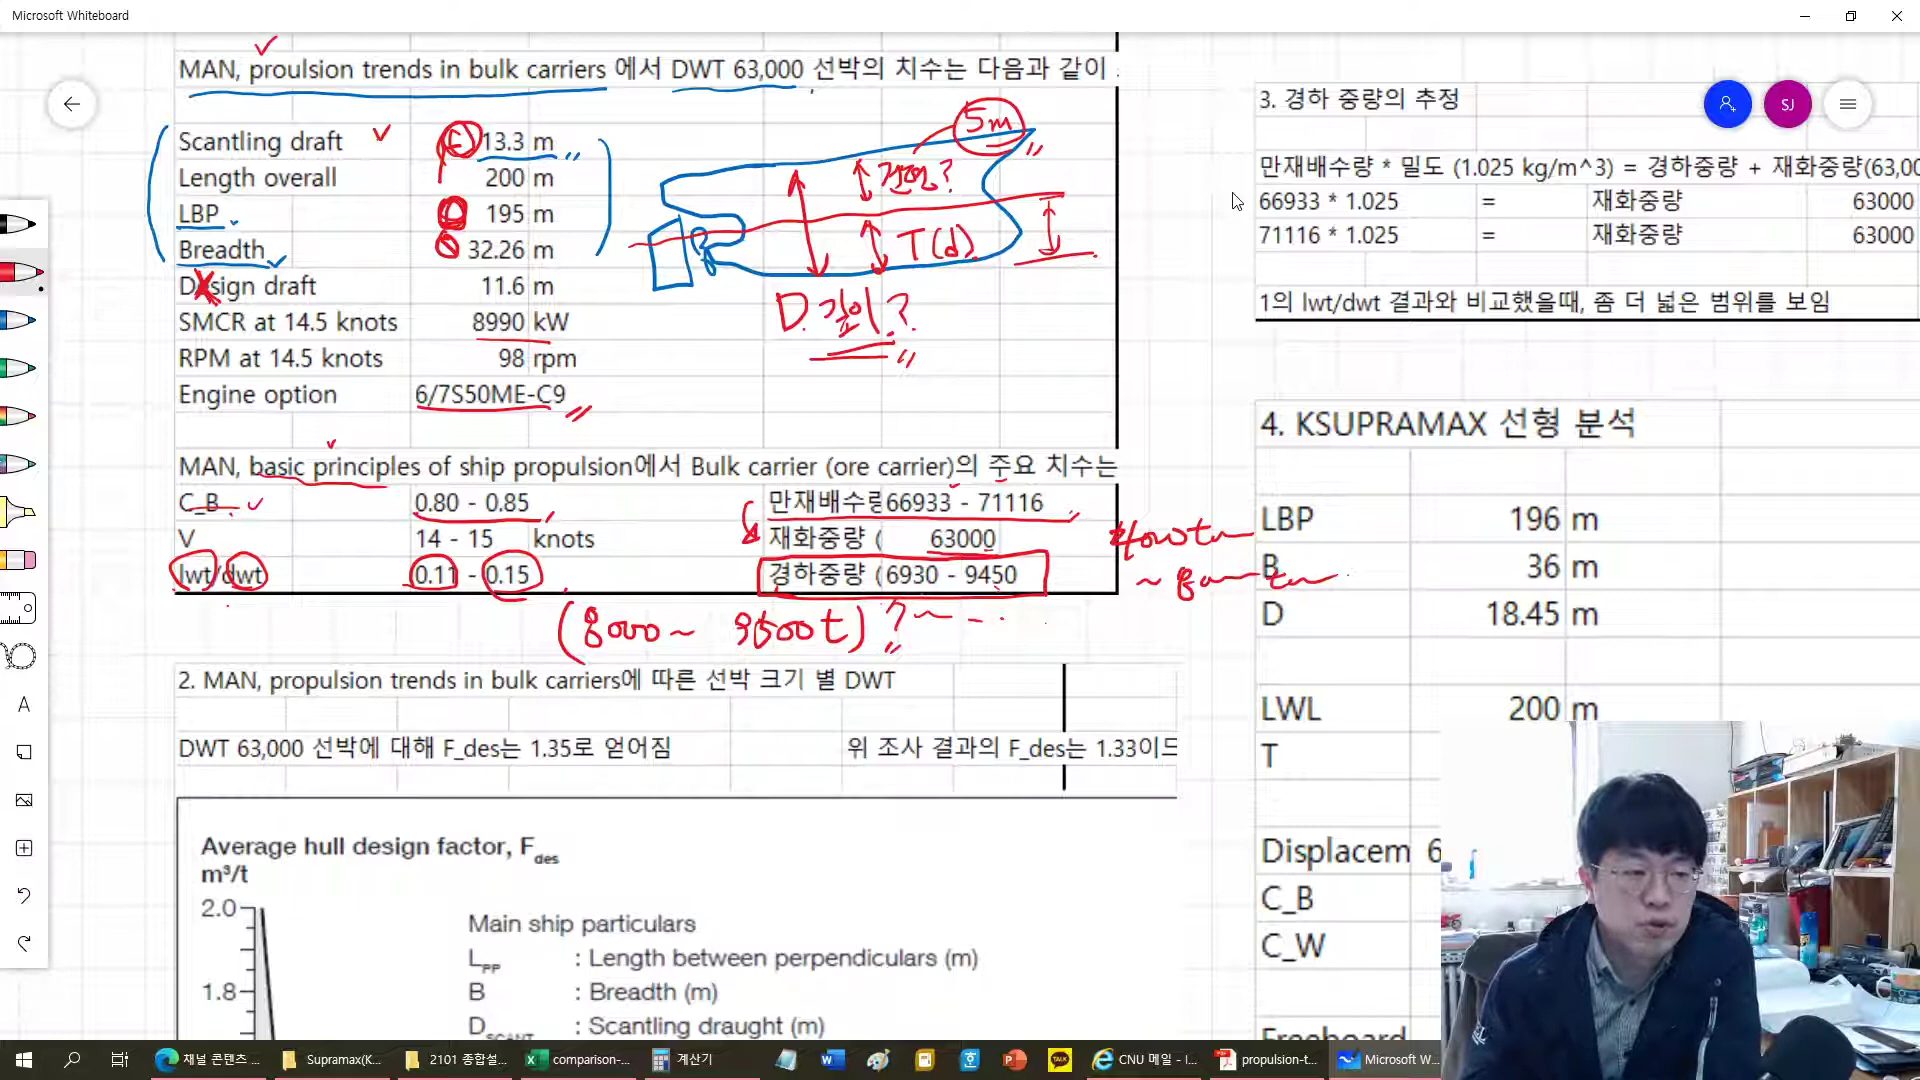 Microsoft Whiteboard
MAN, proulsion trends in bulk carriers 에서 DWT 63,000 선박의 치수는 다음과 같이
Scantling draft 13.3 m
Length overall 200 m
LBP 195 m
Breadth 32.26 m
Design draft 11.6 m
SMCR at 14.5 knots 8990 kW
RPM at 14.5 knots 98 rpm
Engine option 6/7S50ME-C9
5m
건현?
T(d)
D. 깊이?
MAN, basic principles of ship propulsion에서 Bulk carrier (ore carrier)의 주요 치수는
C_B 0.80 - 0.85 만재배수량 66933 - 71116
V 14 - 15 knots 재화중량 ( 63000
lwt/dwt 0.11 - 0.15 경하중량 ( 6930 - 9450
(8000~ 9500t)?
2. MAN, propulsion trends in bulk carriers에 따른 선박 크기 별 DWT
DWT 63,000 선박에 대해 F_des는 1.35로 얻어짐 위 조사 결과의 F_des는 1.33이므
Average hull design factor, Fdes
m³/t
2.0
1.8
Main ship particulars
LPP : Length between perpendiculars (m)
B : Breadth (m)
DSCANT : Scantling draught (m)
3. 경하 중량의 추정
SJ
만재배수량 * 밀도 (1.025 kg/m^3) = 경하중량 + 재화중량(63,00
66933 * 1.025 = 재화중량 63000
71116 * 1.025 = 재화중량 63000
1의 lwt/dwt 결과와 비교했을때, 좀 더 넓은 범위를 보임
4. KSUPRAMAX 선형 분석
LBP 196 m
B 36 m
D 18.45 m
LWL 200 m
T
Displacem 6
C_B
C_W
Freeboard
채널 콘텐츠 ...
Supramax(K...
2101 종합설...
comparison-...
계산기
TALK
CNU 메일 - I...
propulsion-t...
Microsoft W...